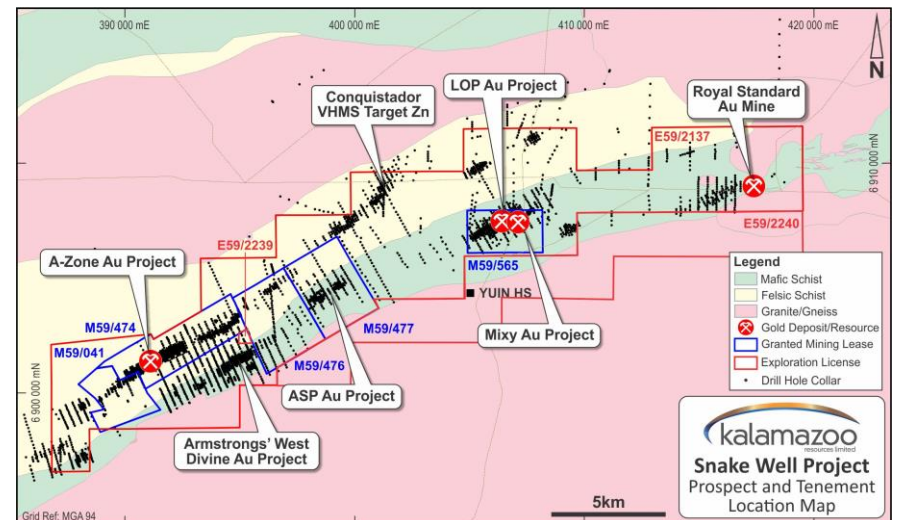 390 000 mE
400 000 mE
410 000 mE
420 000 mE
N
Conquistador
VHMS Target Zn
LOP Au Project
Royal Standard
Au Mine
E59/2137
6 910 000 mN
E59/2239
E59/2240
A-Zone Au Project
M59/565
YUIN HS
M59/474
M59/041
M59/477
Mixy Au Project
M59/476
ASP Au Project
6 900 000 mN
Armstrongs' West
Divine Au Project
Legend
Mafic Schist
Felsic Schist
Granite/Gneiss
Gold Deposit/Resource
Granted Mining Lease
Exploration License
Drill Hole Collar
kalamazoo
resources limited
Snake Well Project
Prospect and Tenement
Location Map
5km
Grid Ref: MGA 94